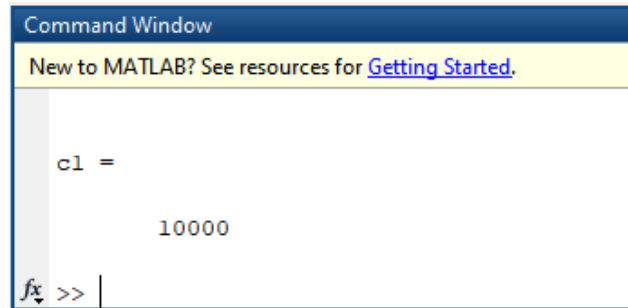 Command Window
New to MATLAB? See resources for Getting Started.
c1 =
10000
fx >>